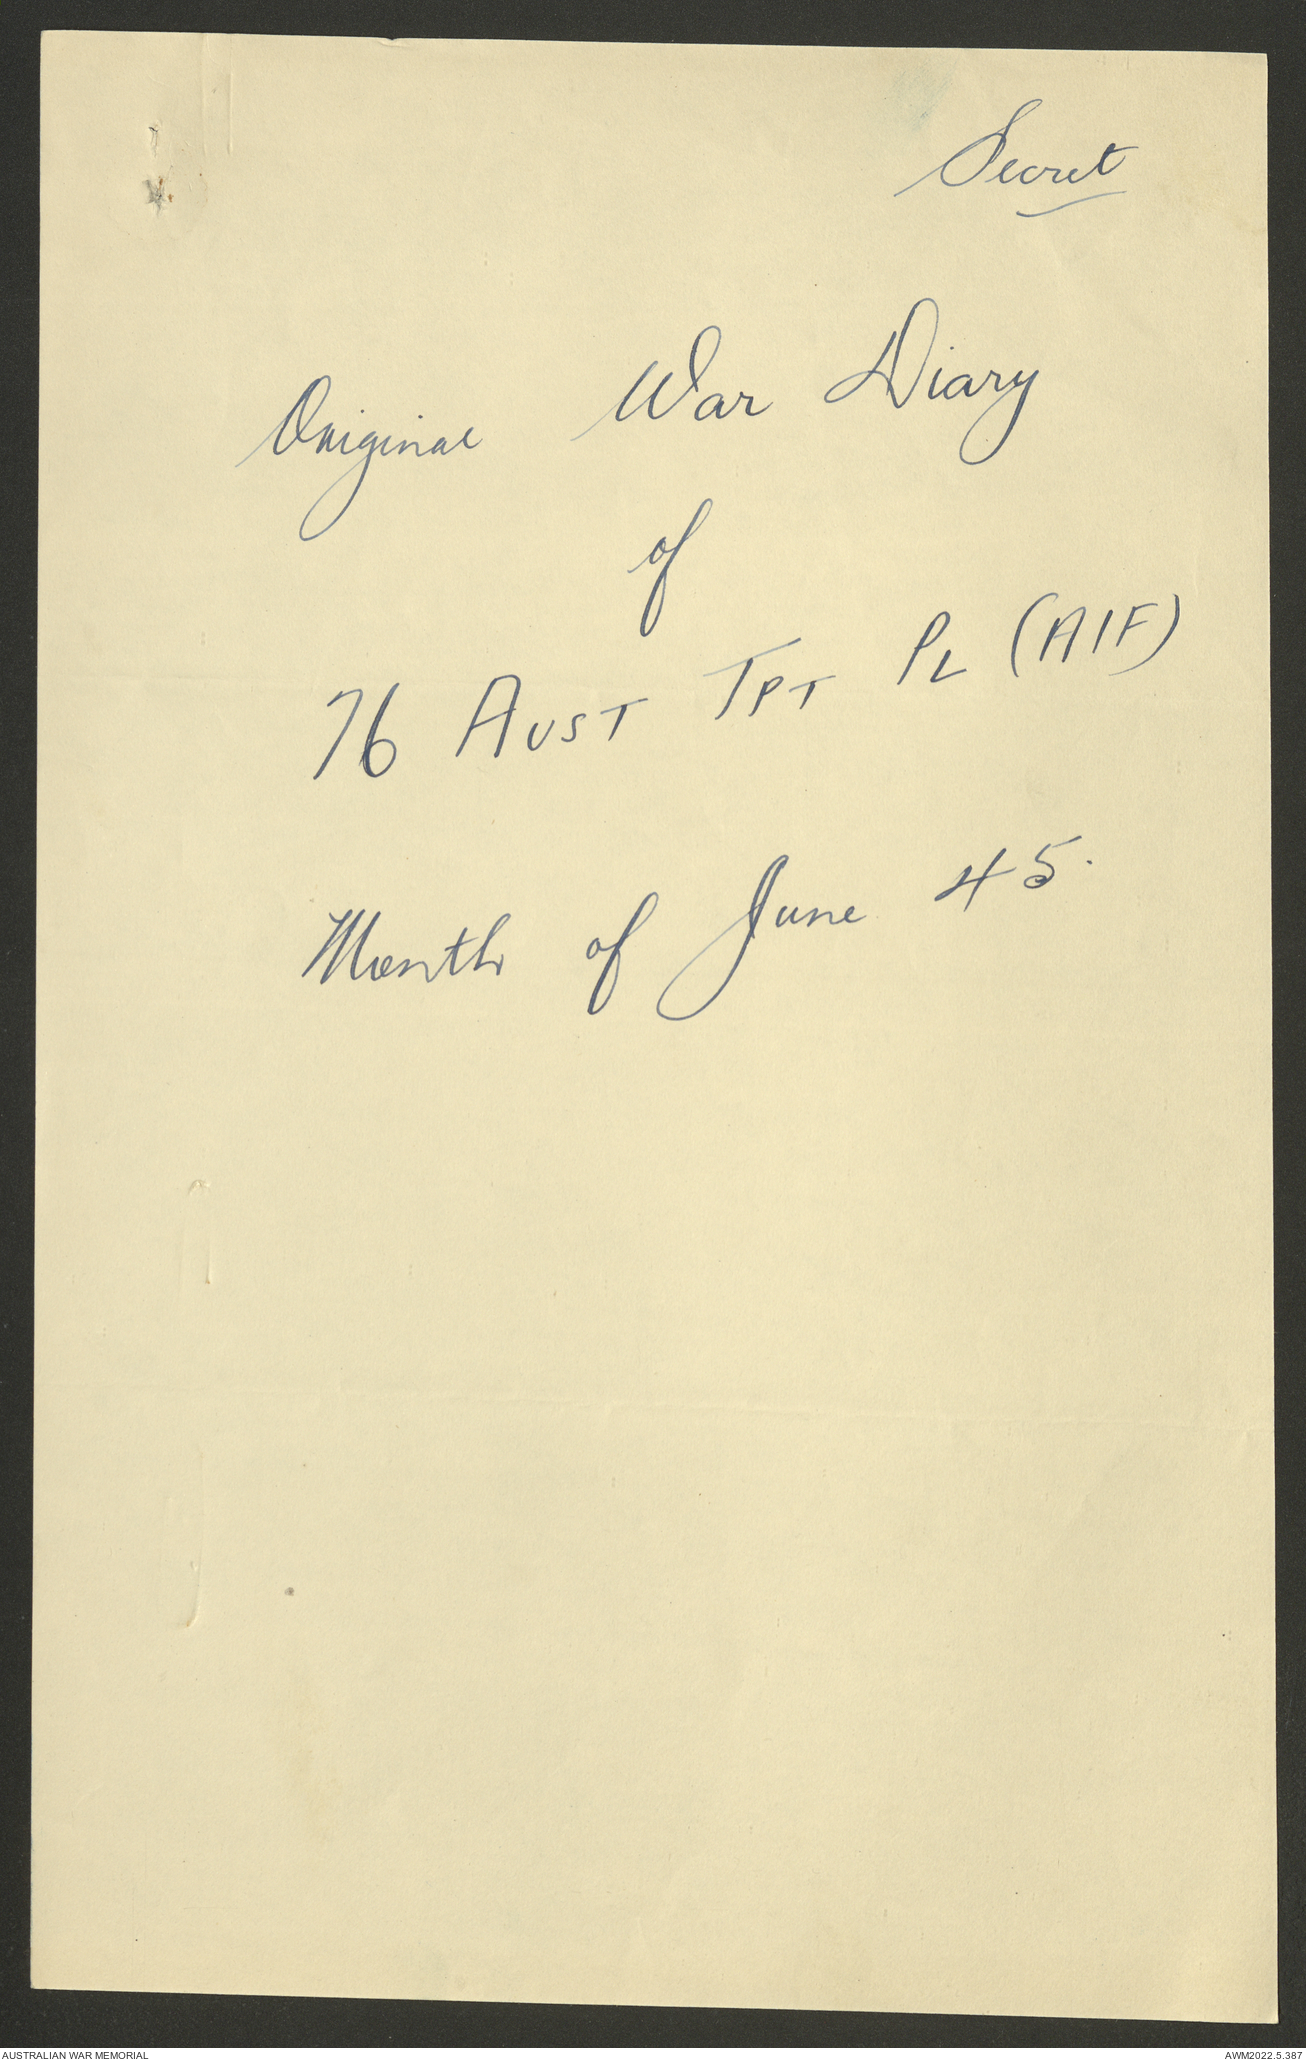 Secret
Original War Diary
of
76 AUST TPT PL (AIF)
Month of June 45.
AUSTRALIAN WAR MEMORIAL
AWM2022.5.387